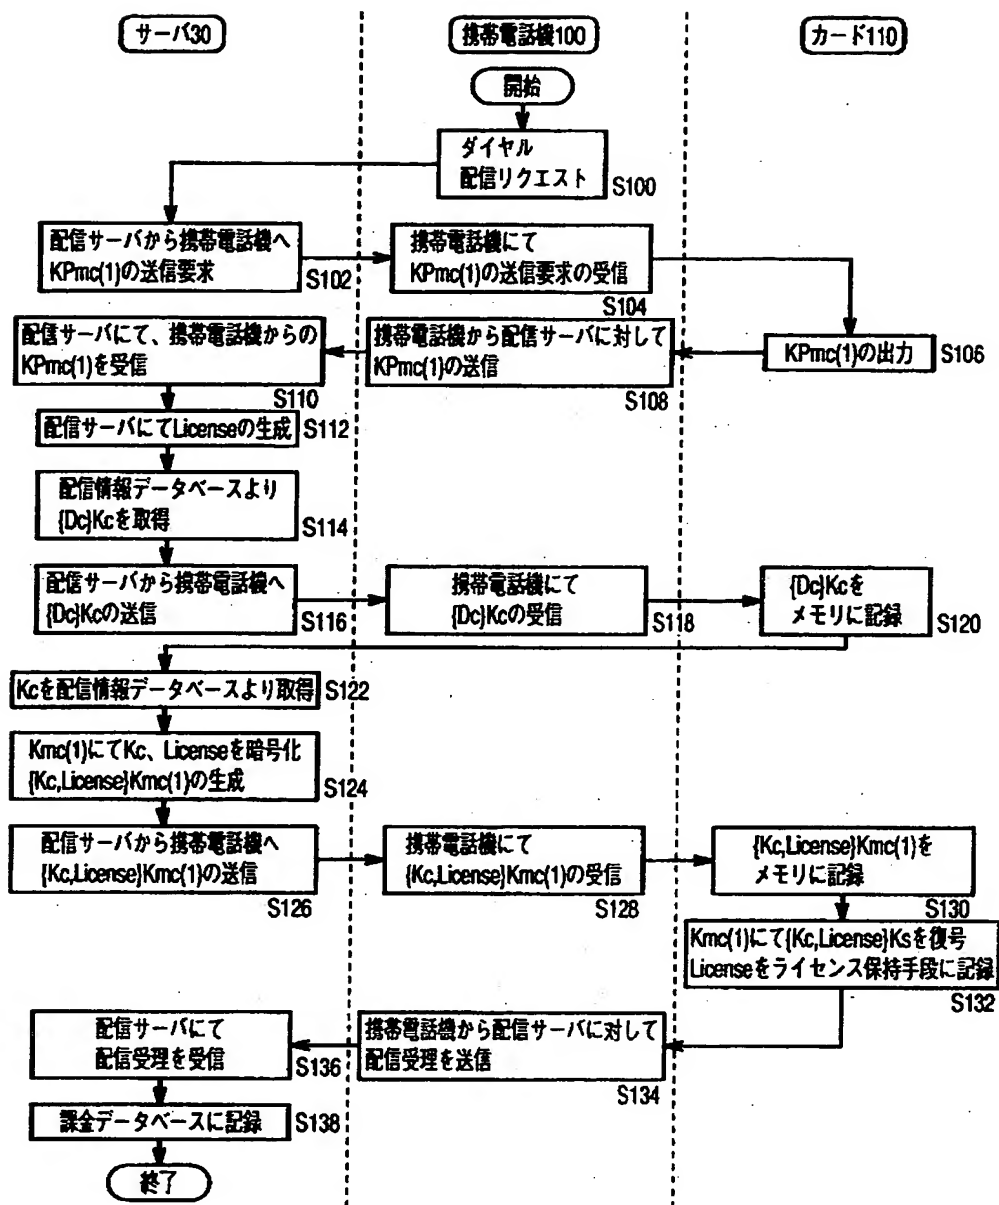 サーバ30
携帯電話機100
カード110
開始
ダイヤル
配信リクエスト
S100
配信サーバから携帯電話機へ
KPmc(1)の送信要求
S102
携帯電話機にて
KPmc(1)の送信要求の受信
S104
KPmc(1)の出力
S106
携帯電話機から配信サーバに対して
KPmc(1)の送信
S108
配信サーバにて、携帯電話機からの
KPmc(1)を受信
S110
配信サーバにてLicenseの生成
S112
配信情報データベースより
{Dc}Kcを取得
S114
配信サーバから携帯電話機へ
{Dc}Kcの送信
S116
携帯電話機にて
{Dc}Kcの受信
S118
{Dc}Kcを
メモリに記録
S120
Kcを配信情報データベースより取得
S122
Kmc(1)にてKc、Licenseを暗号化
{Kc,License}Kmc(1)の生成
S124
配信サーバから携帯電話機へ
{Kc,License}Kmc(1)の送信
S126
携帯電話機にて
{Kc,License}Kmc(1)の受信
S128
{Kc,License}Kmc(1)を
メモリに記録
S130
Kmc(1)にて{Kc,License}Ksを復号
Licenseをライセンス保持手段に記録
S132
携帯電話機から配信サーバに対して
配信受理を送信
S134
配信サーバにて
配信受理を受信
S136
課金データベースに記録
S138
終了